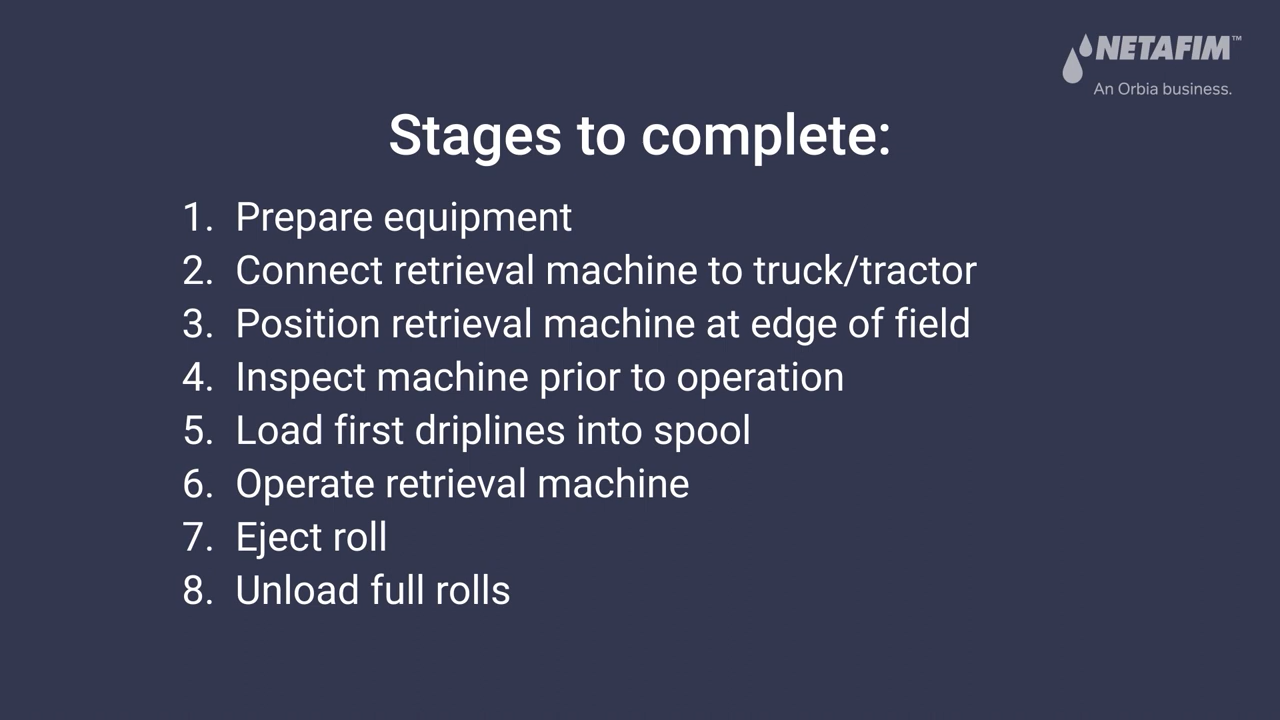 NETAFIM™
An Orbia business.
Stages to complete:
1. Prepare equipment
2. Connect retrieval machine to truck/tractor
3. Position retrieval machine at edge of field
4. Inspect machine prior to operation
5. Load first driplines into spool
6. Operate retrieval machine
7. Eject roll
8. Unload full rolls